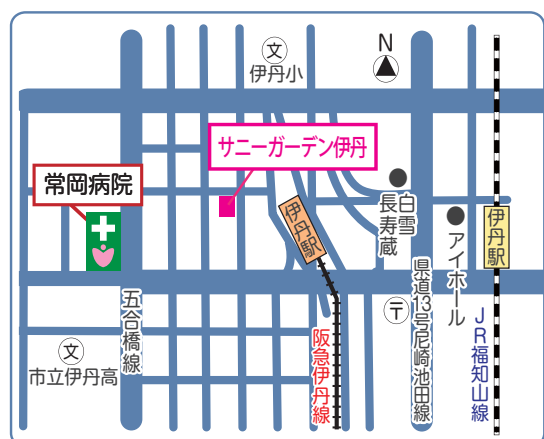 文
伊丹小
N
サニーガーデン伊丹
常岡病院
伊丹駅
白雪
長寿蔵
アイホール
伊丹駅
五合橋線
文
市立伊丹高
阪急伊丹線
〒
県道13号尼崎池田線
JR福知山線